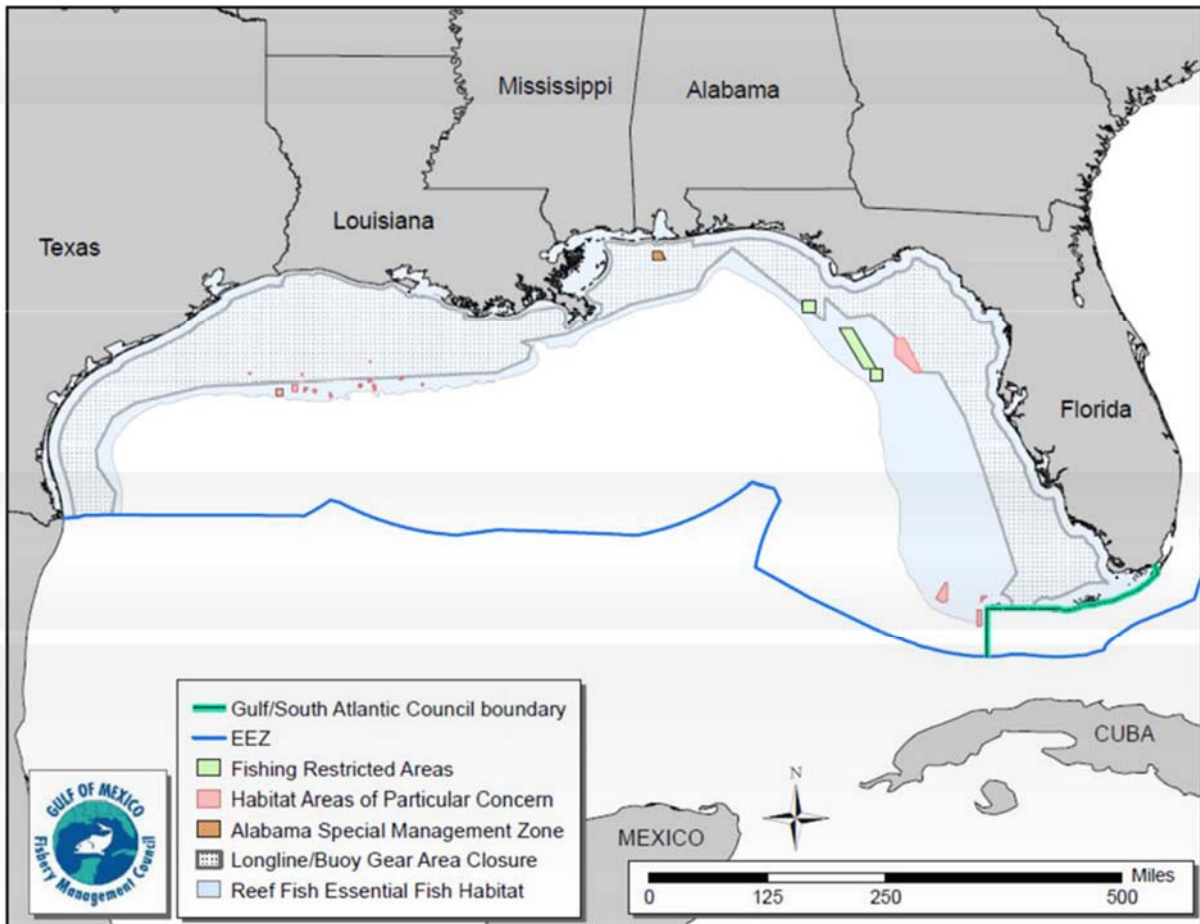 Mississippi
Alabama
Louisiana
Texas
Florida
Gulf/South Atlantic Council boundary
EEZ
Fishing Restricted Areas
Habitat Areas of Particular Concern
Alabama Special Management Zone
Longline/Buoy Gear Area Closure
Reef Fish Essential Fish Habitat
GULF OF MEXICO
Fishery Management Council
N
CUBA
MEXICO
Miles
0 125 250 500